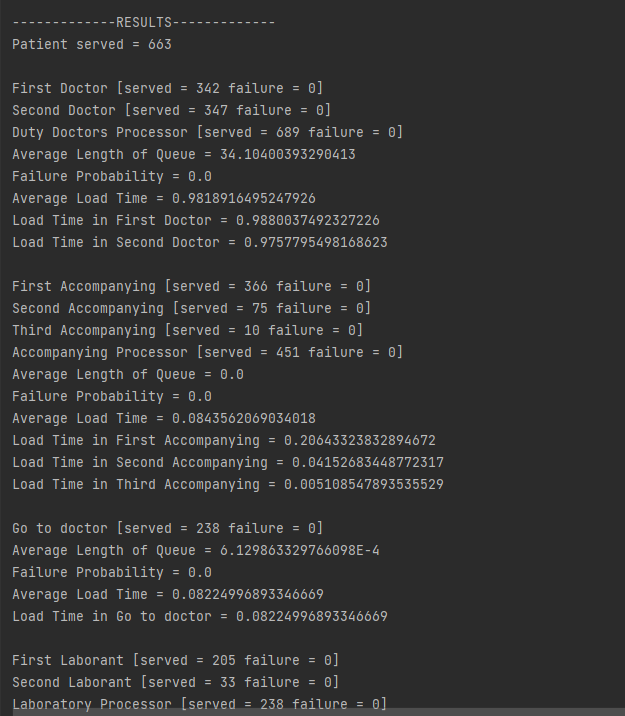 -------------RESULTS-------------
Patient served = 663
First Doctor [served = 342 failure = 0]
Second Doctor [served = 347 failure = 0]
Duty Doctors Processor [served = 689 failure = 0]
Average Length of Queue = 34.10400393290413
Failure Probability = 0.0
Average Load Time = 0.9818916495247926
Load Time in First Doctor = 0.9880037492327226
Load Time in Second Doctor = 0.9757795498168623
First Accompanying [served = 366 failure = 0]
Second Accompanying [served = 75 failure = 0]
Third Accompanying [served = 10 failure = 0]
Accompanying Processor [served = 451 failure = 0]
Average Length of Queue = 0.0
Failure Probability = 0.0
Average Load Time = 0.0843562069034018
Load Time in First Accompanying = 0.20643323832894672
Load Time in Second Accompanying = 0.04152683448772317
Load Time in Third Accompanying = 0.005108547893535529
Go to doctor [served = 238 failure = 0]
Average Length of Queue = 6.129863329766098E-4
Failure Probability = 0.0
Average Load Time = 0.08224996893346669
Load Time in Go to doctor = 0.08224996893346669
First Laborant [served = 205 failure = 0]
Second Laborant [served = 33 failure = 0]
Laboratory Processor [served = 238 failure = 0]